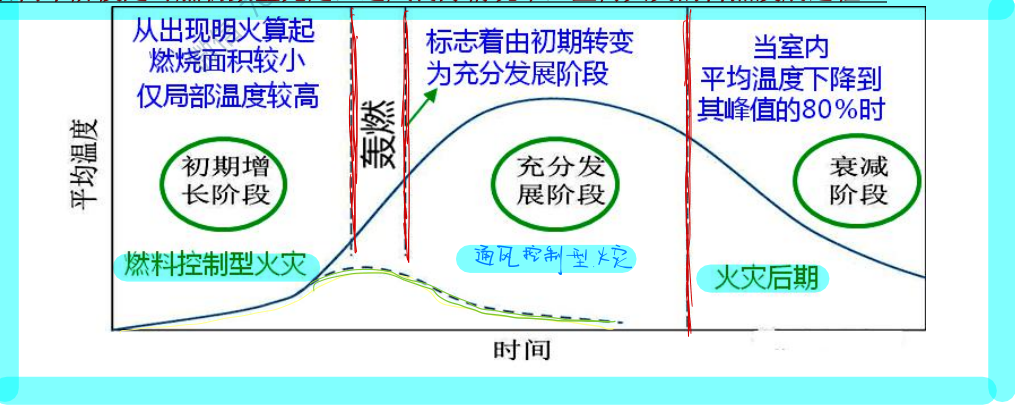 从出现明火算起
燃烧面积较小
仅局部温度较高
轰燃
标志着由初期转变
为充分发展阶段
当室内
平均温度下降到
其峰值的80%时
平均温度
初期增
长阶段
充分发
展阶段
衰减
阶段
燃料控制型火灾
通风控制型火灾
火灾后期
时间